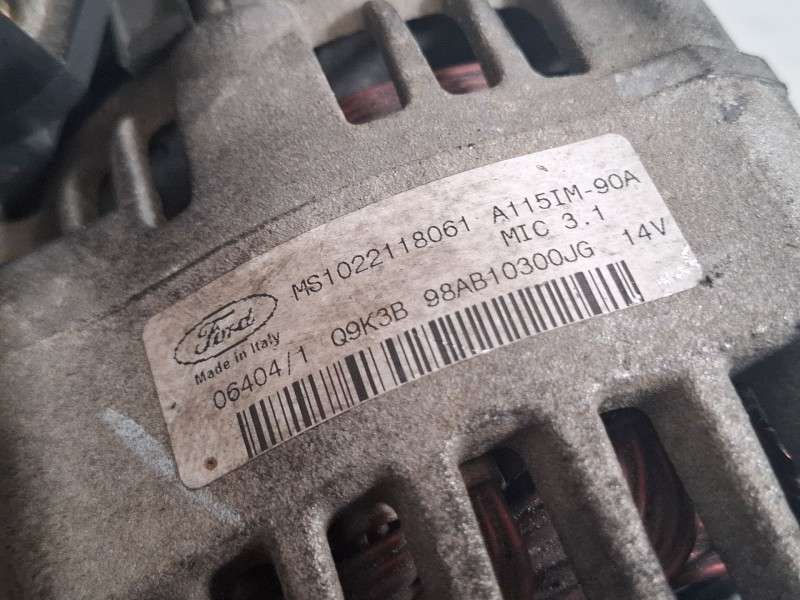 MS1022118061 A115IM-90A
MIC 3.1
Ford
Made in Italy
06404/1 Q9K3B 98AB10300JG 14V